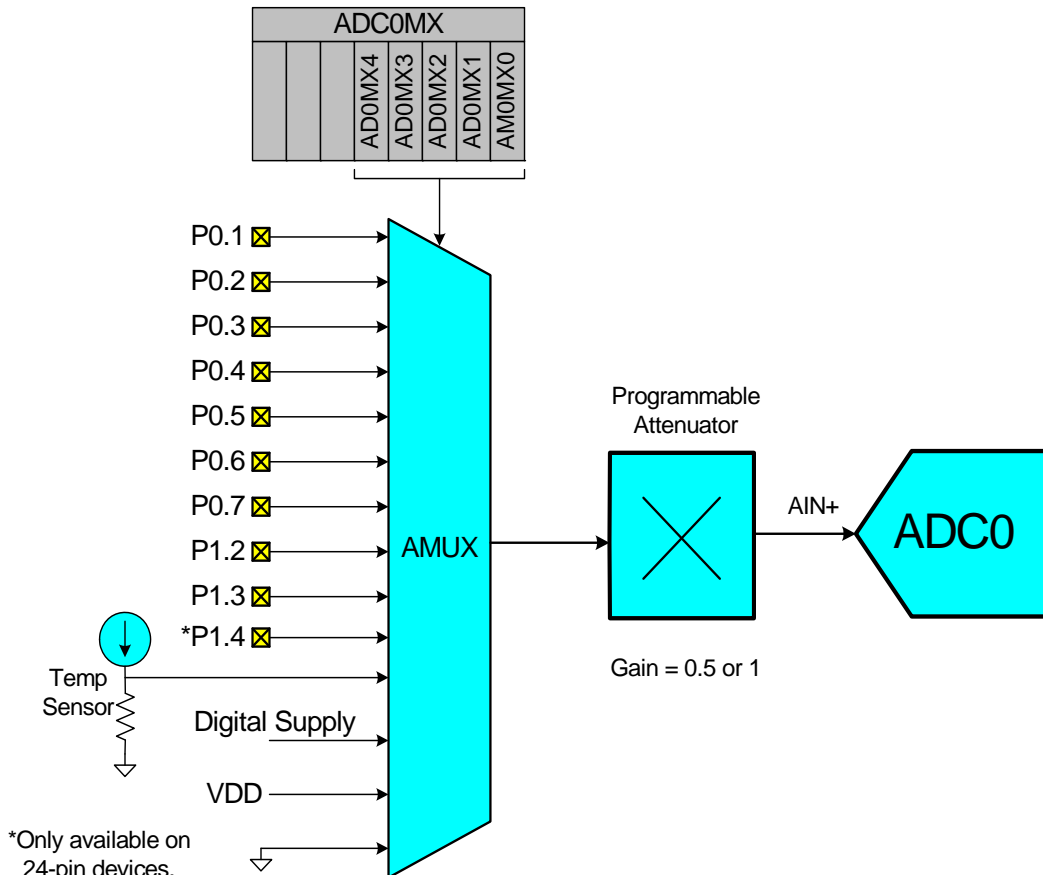 ADC0MX
AD0MX4
AD0MX3
AD0MX2
AD0MX1
AM0MX0
P0.1
P0.2
P0.3
P0.4
P0.5
P0.6
P0.7
P1.2
P1.3
*P1.4
Temp
Sensor
Digital Supply
VDD
AMUX
Programmable
Attenuator
Gain = 0.5 or 1
AIN+
ADC0
*Only available on
24-pin devices.